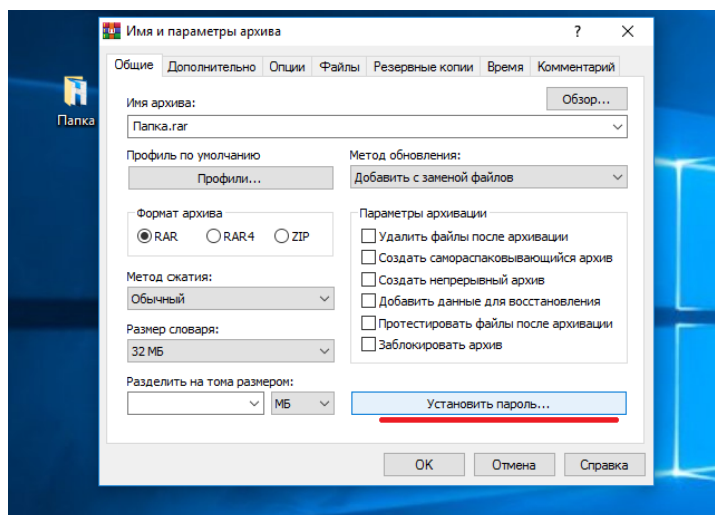 Имя и параметры архива
?
Общие Дополнительно Опции Файлы Резервные копии Время Комментарий
Папка
Имя архива:
Обзор...
Папка.rar
Профиль по умолчанию
Профили...
Метод обновления:
Добавить с заменой файлов
Формат архива
RAR RAR4 ZIP
Метод сжатия:
Обычный
Размер словаря:
32 МБ
Разделить на тома размером:
МБ
Параметры архивации
Удалить файлы после архивации
Создать самораспаковывающийся архив
Создать непрерывный архив
Добавить данные для восстановления
Протестировать файлы после архивации
Заблокировать архив
Установить пароль...
OK Отмена Справка